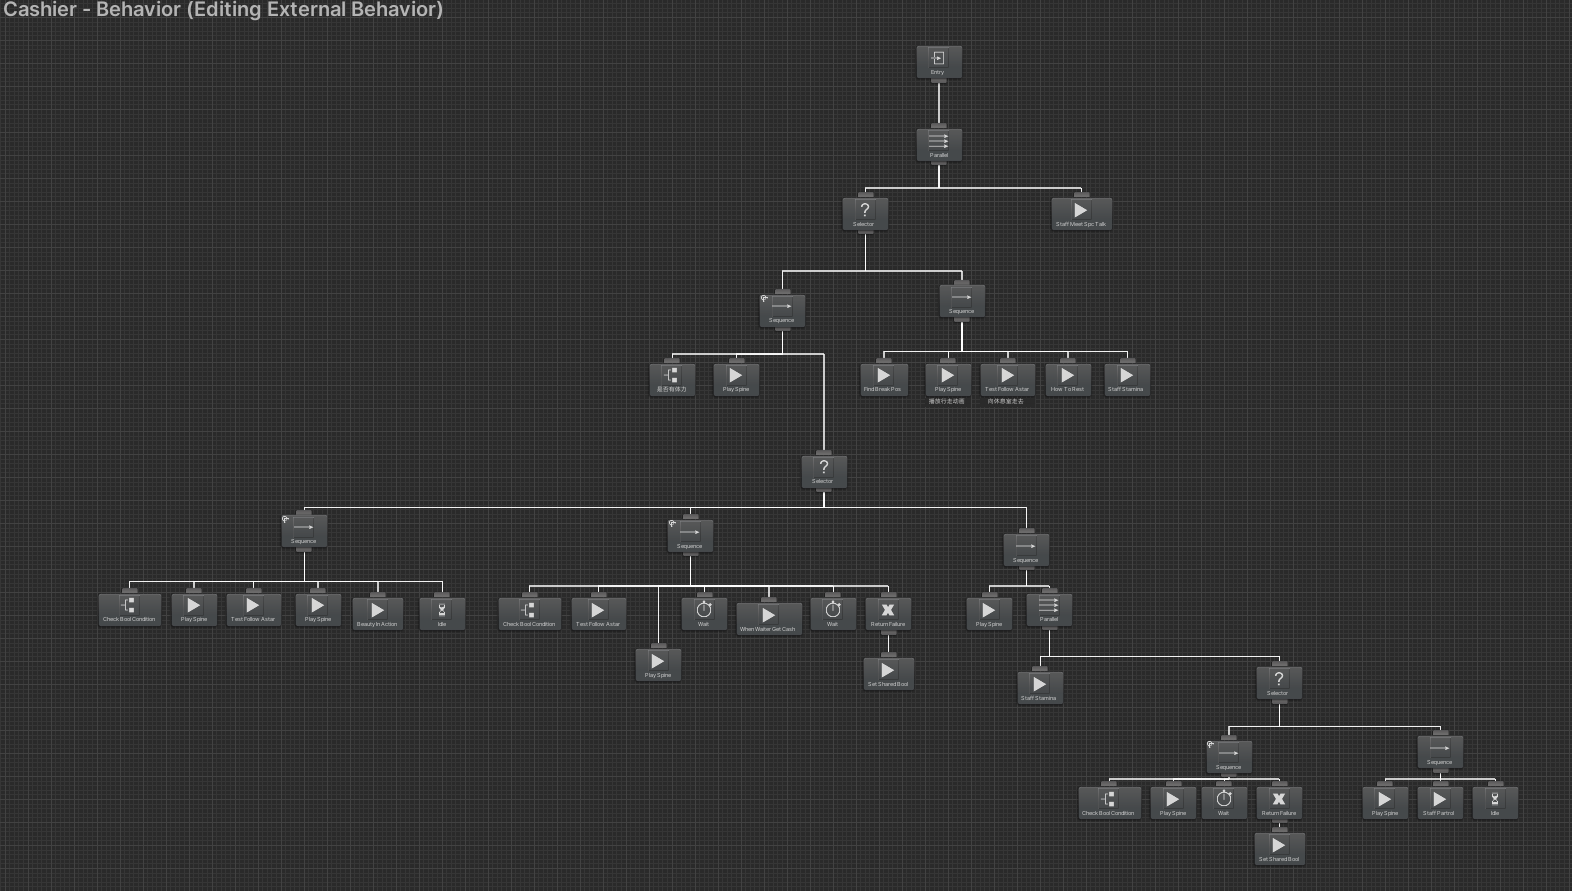 Cashier - Behavior (Editing External Behavior)
Entry
Parallel
Selector
Staff Meet Spc Talk
Sequence
Sequence
是否有体力
Play Spine
Find Break Pos
Play Spine
Test Follow Astar
How To Rest
Staff Stamina
播放行走动画
向休息室走去
Selector
Sequence
Sequence
Sequence
Check Bool Condition
Play Spine
Test Follow Astar
Play Spine
Beauty In Action
Idle
Check Bool Condition
Test Follow Astar
Wait
When Waiter Get Cash
Wait
Return Failure
Play Spine
Parallel
Play Spine
Set Shared Bool
Staff Stamina
Selector
Sequence
Sequence
Check Bool Condition
Play Spine
Wait
Return Failure
Play Spine
Staff Partrol
Idle
Set Shared Bool